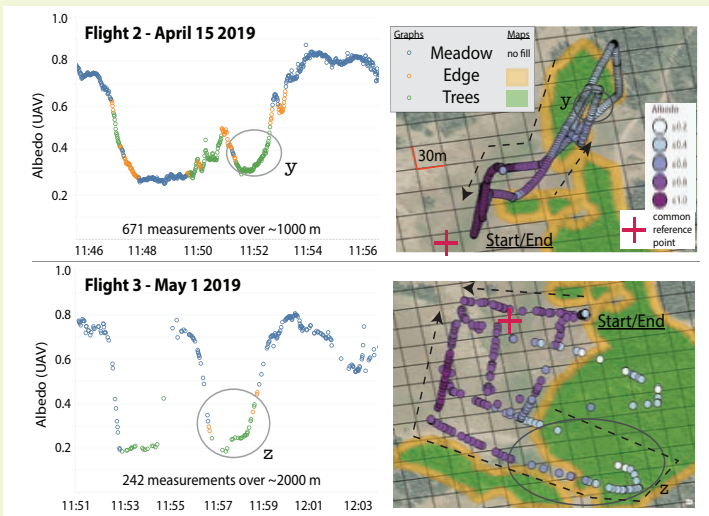 Flight 2 - April 15 2019
Albedo (UAV)
1.0
0.8
0.6
0.4
0.2
y
671 measurements over ~1000 m
11:46 11:48 11:50 11:52 11:54 11:56
Graphs Maps
Meadow no fill
Edge
Trees
y
30m
Albedo
≤0.2
≤0.4
≤0.8
≤0.8
≤1.0
common
reference
point
Start/End
Flight 3 - May 1 2019
Albedo (UAV)
1.0
0.8
0.6
0.4
0.2
z
242 measurements over ~2000 m
11:51 11:53 11:55 11:57 11:59 12:01 12:03
Start/End
z